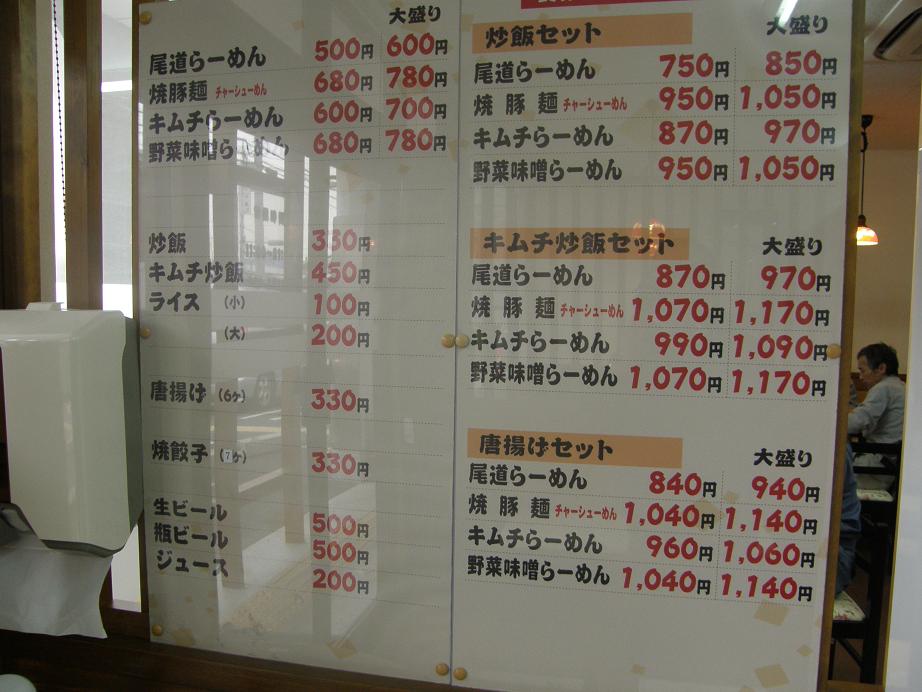 大盛り
尾道らーめん 500円 600円
焼豚麺 チャーシューめん 680円 780円
キムチらーめん 600円 700円
野菜味噌らーめん 680円 780円
炒飯 350円
キムチ炒飯 450円
ライス (小) 100円
(大) 200円
唐揚げ (6ヶ) 330円
焼餃子 (7ヶ) 330円
生ビール 500円
瓶ビール 500円
ジュース 200円
炒飯セット 大盛り
尾道らーめん 750円 850円
焼豚麺 チャーシューめん 950円 1,050円
キムチらーめん 870円 970円
野菜味噌らーめん 950円 1,050円
キムチ炒飯セット 大盛り
尾道らーめん 870円 970円
焼豚麺 チャーシューめん 1,070円 1,170円
キムチらーめん 990円 1,090円
野菜味噌らーめん 1,070円 1,170円
唐揚げセット 大盛り
尾道らーめん 840円 940円
焼豚麺 チャーシューめん 1,040円 1,140円
キムチらーめん 960円 1,060円
野菜味噌らーめん 1,040円 1,140円